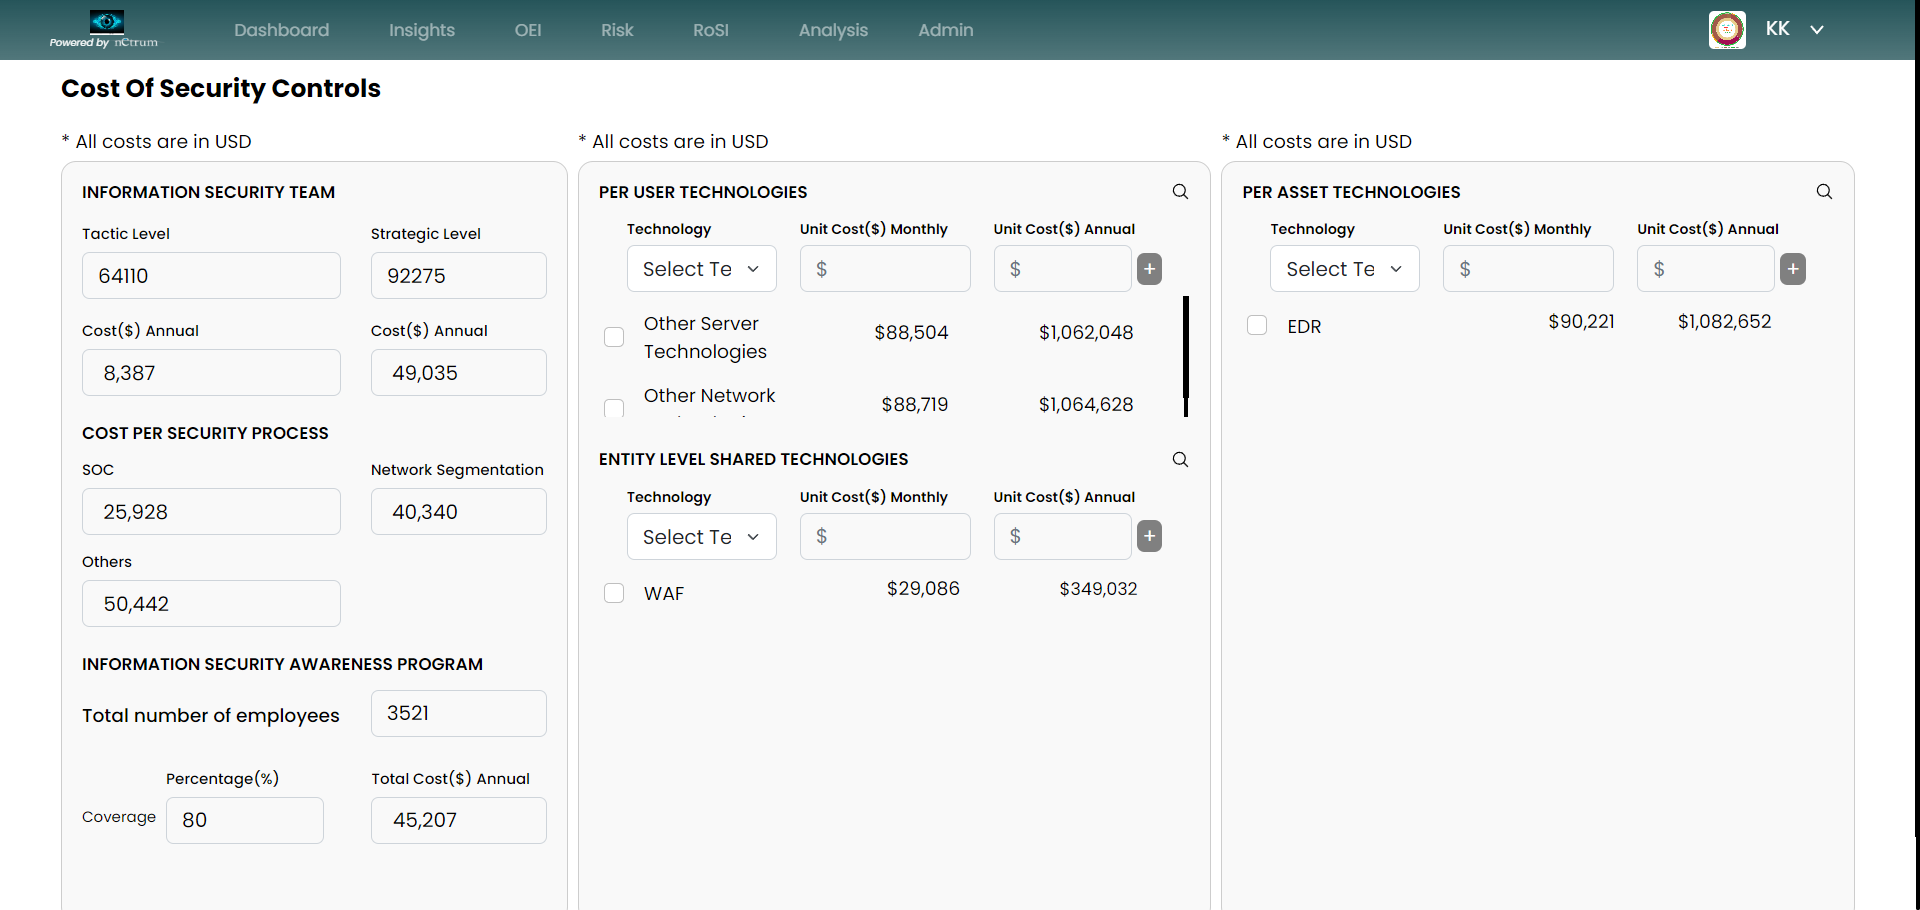 Powered by nCtrum
Dashboard
Insights
OEI
Risk
RoSI
Analysis
Admin
KK
Cost Of Security Controls
* All costs are in USD
INFORMATION SECURITY TEAM
Tactic Level
Strategic Level
64110
92275
Cost($) Annual
Cost($) Annual
8,387
49,035
COST PER SECURITY PROCESS
SOC
Network Segmentation
25,928
40,340
Others
50,442
INFORMATION SECURITY AWARENESS PROGRAM
Total number of employees
3521
Percentage(%)
Total Cost($) Annual
Coverage
80
45,207
* All costs are in USD
PER USER TECHNOLOGIES
Technology
Unit Cost($) Monthly
Unit Cost($) Annual
Select Te
$
$
+
Other Server
Technologies
$88,504
$1,062,048
Other Network
$88,719
$1,064,628
ENTITY LEVEL SHARED TECHNOLOGIES
Technology
Unit Cost($) Monthly
Unit Cost($) Annual
Select Te
$
$
+
WAF
$29,086
$349,032
* All costs are in USD
PER ASSET TECHNOLOGIES
Technology
Unit Cost($) Monthly
Unit Cost($) Annual
Select Te
$
$
+
EDR
$90,221
$1,082,652